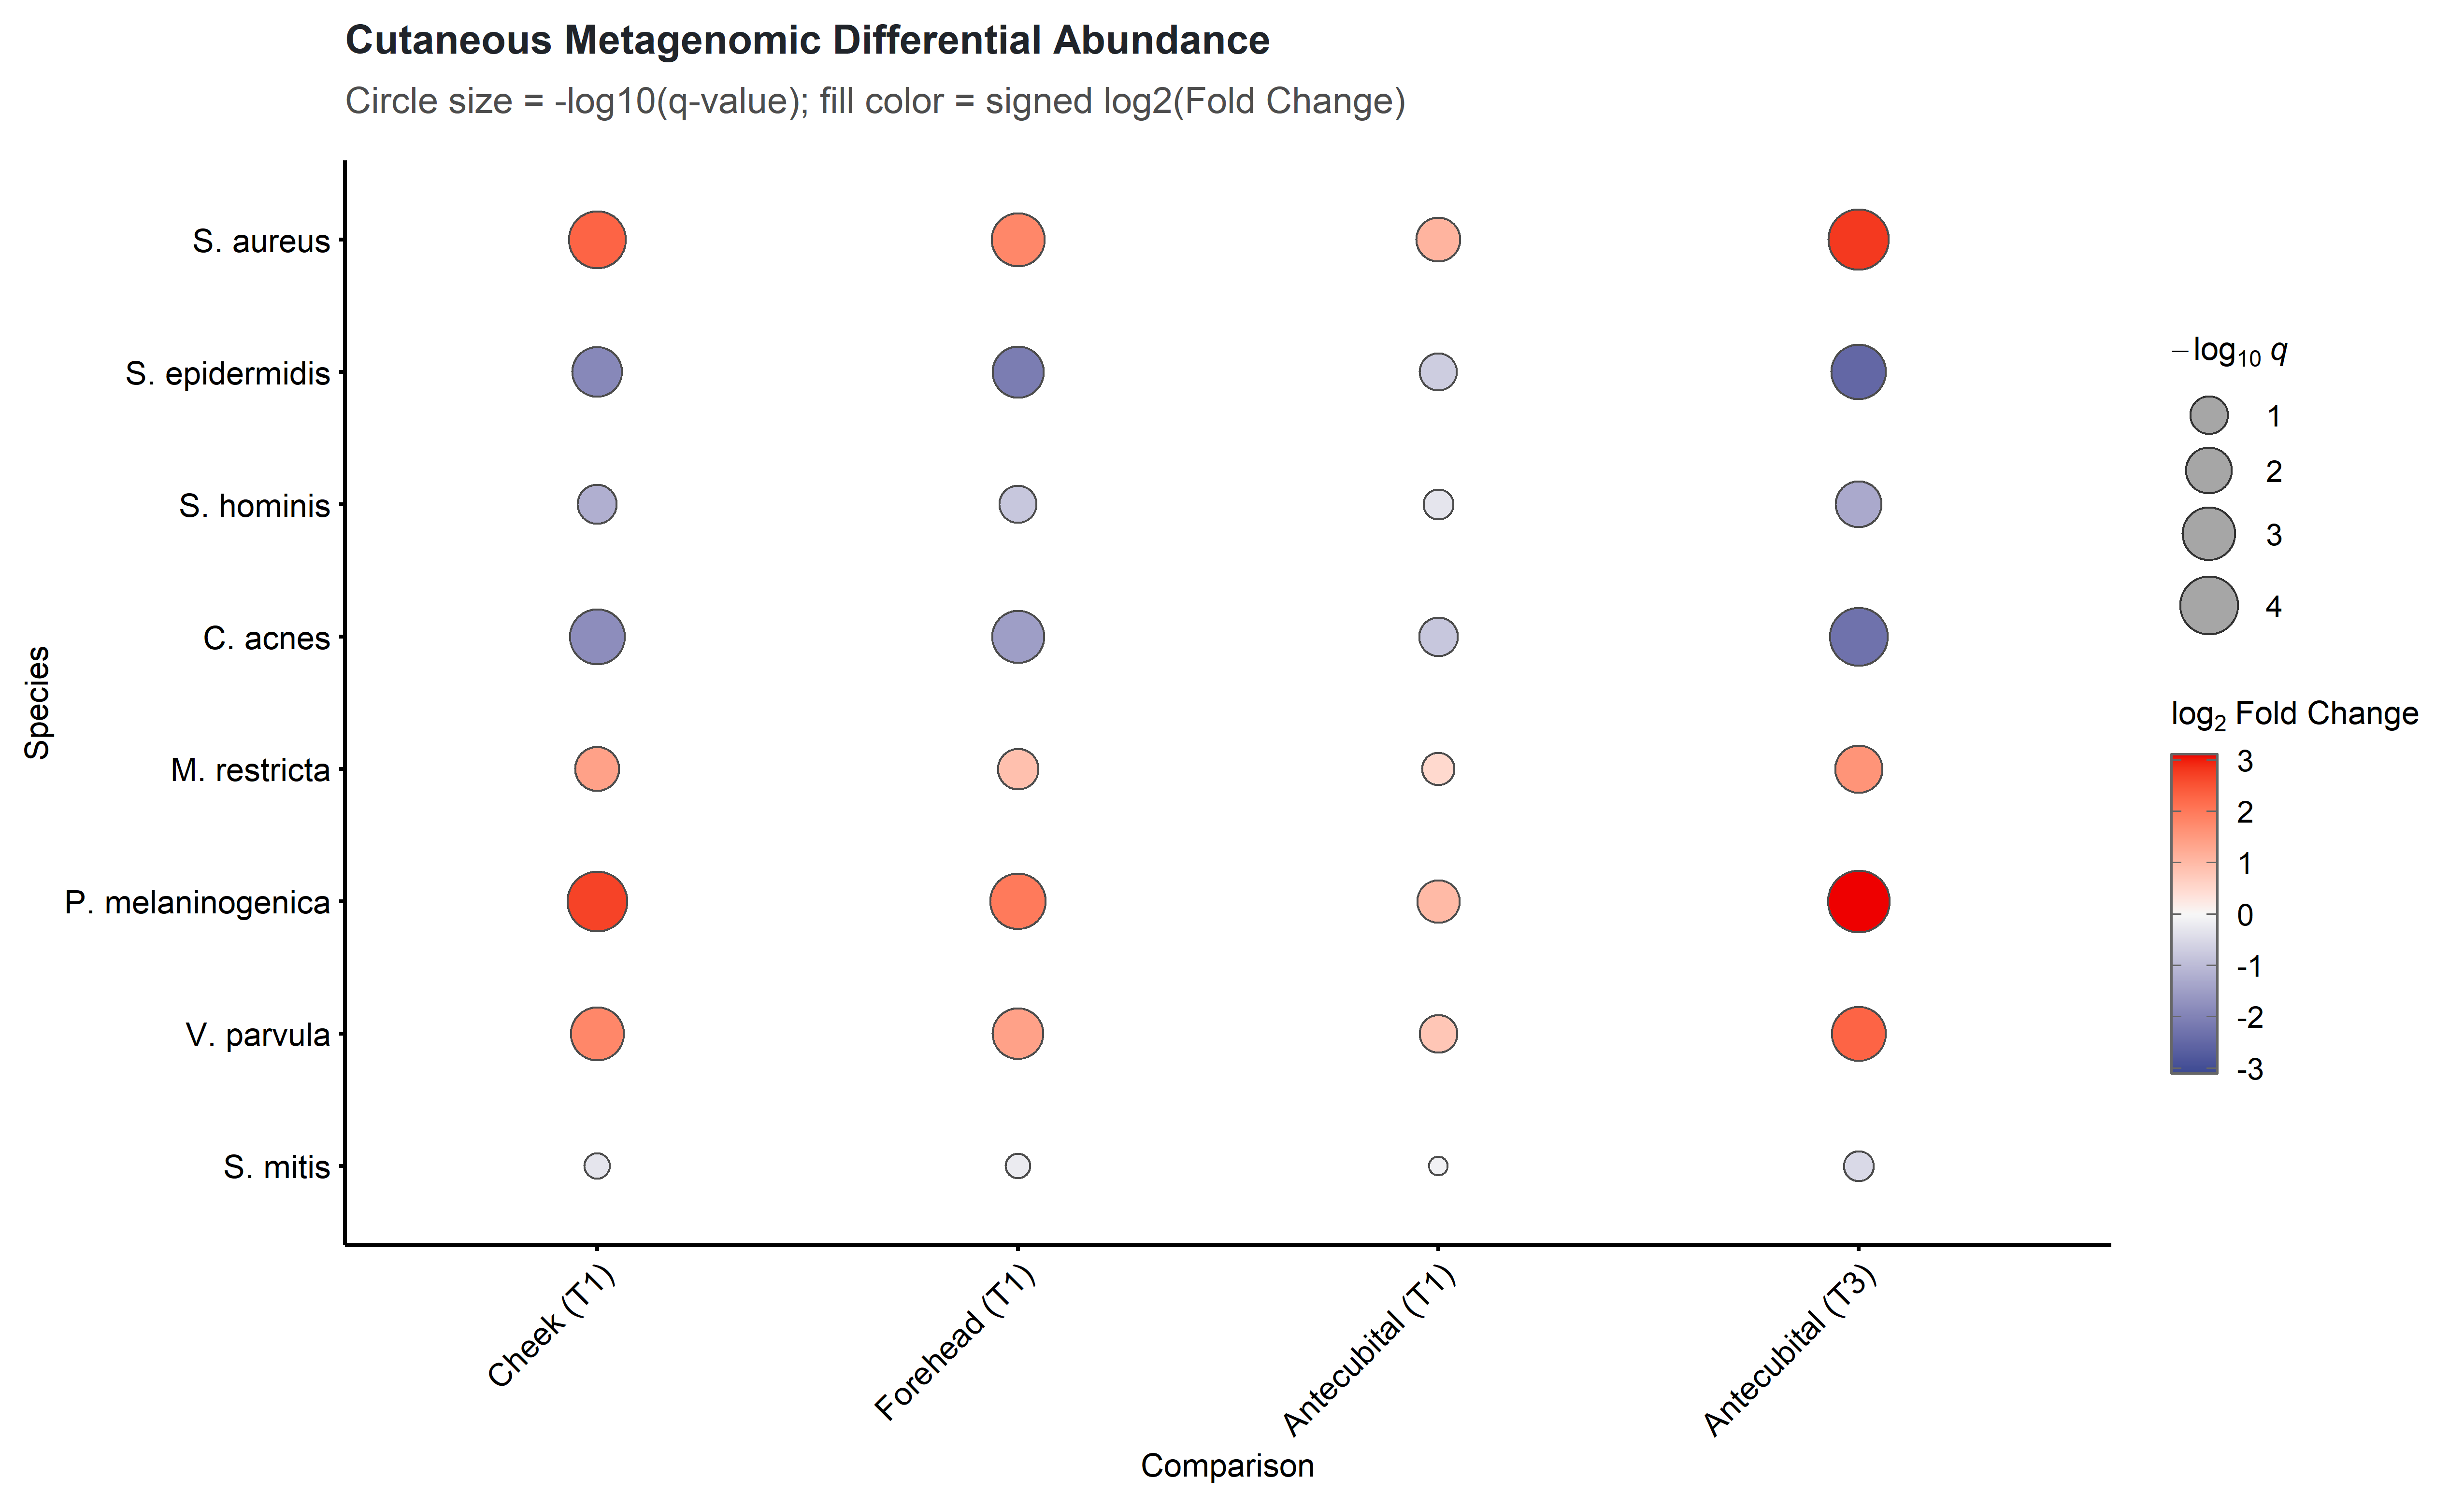 Cutaneous Metagenomic Differential Abundance
Circle size = -log10(q-value); fill color = signed log2(Fold Change)
Species
S. aureus
S. epidermidis
S. hominis
C. acnes
M. restricta
P. melaninogenica
V. parvula
S. mitis
Cheek (T1)
Forehead (T1)
Antecubital (T1)
Antecubital (T3)
Comparison
−log₁₀ q
1
2
3
4
log₂ Fold Change
3
2
1
0
-1
-2
-3